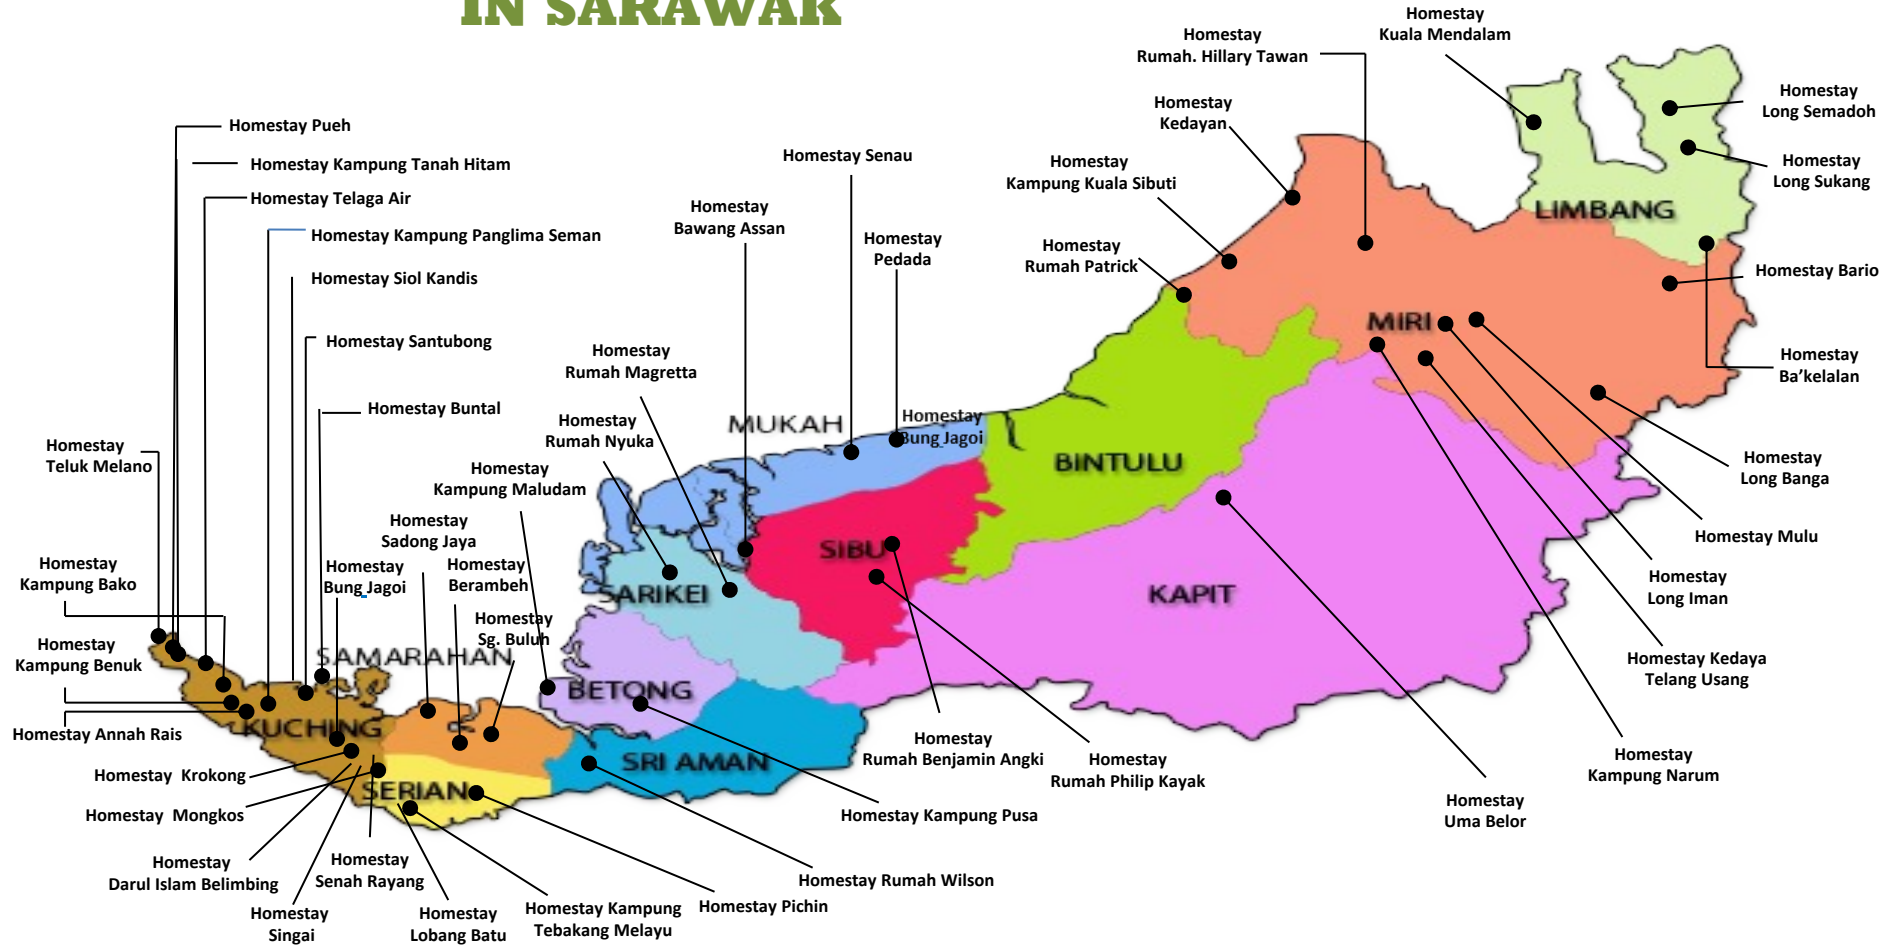 IN SARAWAK
Homestay
Kuala Mendalam
Homestay
Rumah. Hillary Tawan
Homestay
Kedayan
Homestay
Long Semadoh
Homestay Pueh
Homestay Kampung Tanah Hitam
Homestay Senau
Homestay
Kampung Kuala Sibuti
Homestay
Long Sukang
Homestay Telaga Air
Homestay
Bawang Assan
LIMBANG
Homestay Kampung Panglima Seman
Homestay
Pedada
Homestay
Rumah Patrick
Homestay Siol Kandis
Homestay Bario
MIRI
Homestay Santubong
Homestay
Rumah Magretta
Homestay
Ba’kelalan
Homestay Buntal
MUKAH
Homestay
Bung Jagoi
Homestay
Rumah Nyuka
Homestay
Teluk Melano
BINTULU
Homestay
Long Banga
Homestay
Kampung Maludam
Homestay
Sadong Jaya
Homestay Mulu
SIBU
Homestay
Kampung Bako
Homestay
Bung Jagoi
Homestay
Berambeh
SARIKEI
KAPIT
Homestay
Long Iman
Homestay
Sg. Buluh
Homestay
Kampung Benuk
SAMARAHAN
Homestay Kedaya
Telang Usang
BETONG
Homestay Annah Rais
KUCHING
Homestay
Rumah Benjamin Angki
Homestay
Rumah Philip Kayak
Homestay
Kampung Narum
SRI AMAN
Homestay Krokong
SERIAN
Homestay Mongkos
Homestay Kampung Pusa
Homestay
Uma Belor
Homestay
Darul Islam Belimbing
Homestay
Senah Rayang
Homestay Rumah Wilson
Homestay
Singai
Homestay
Lobang Batu
Homestay Kampung
Tebakang Melayu
Homestay Pichin